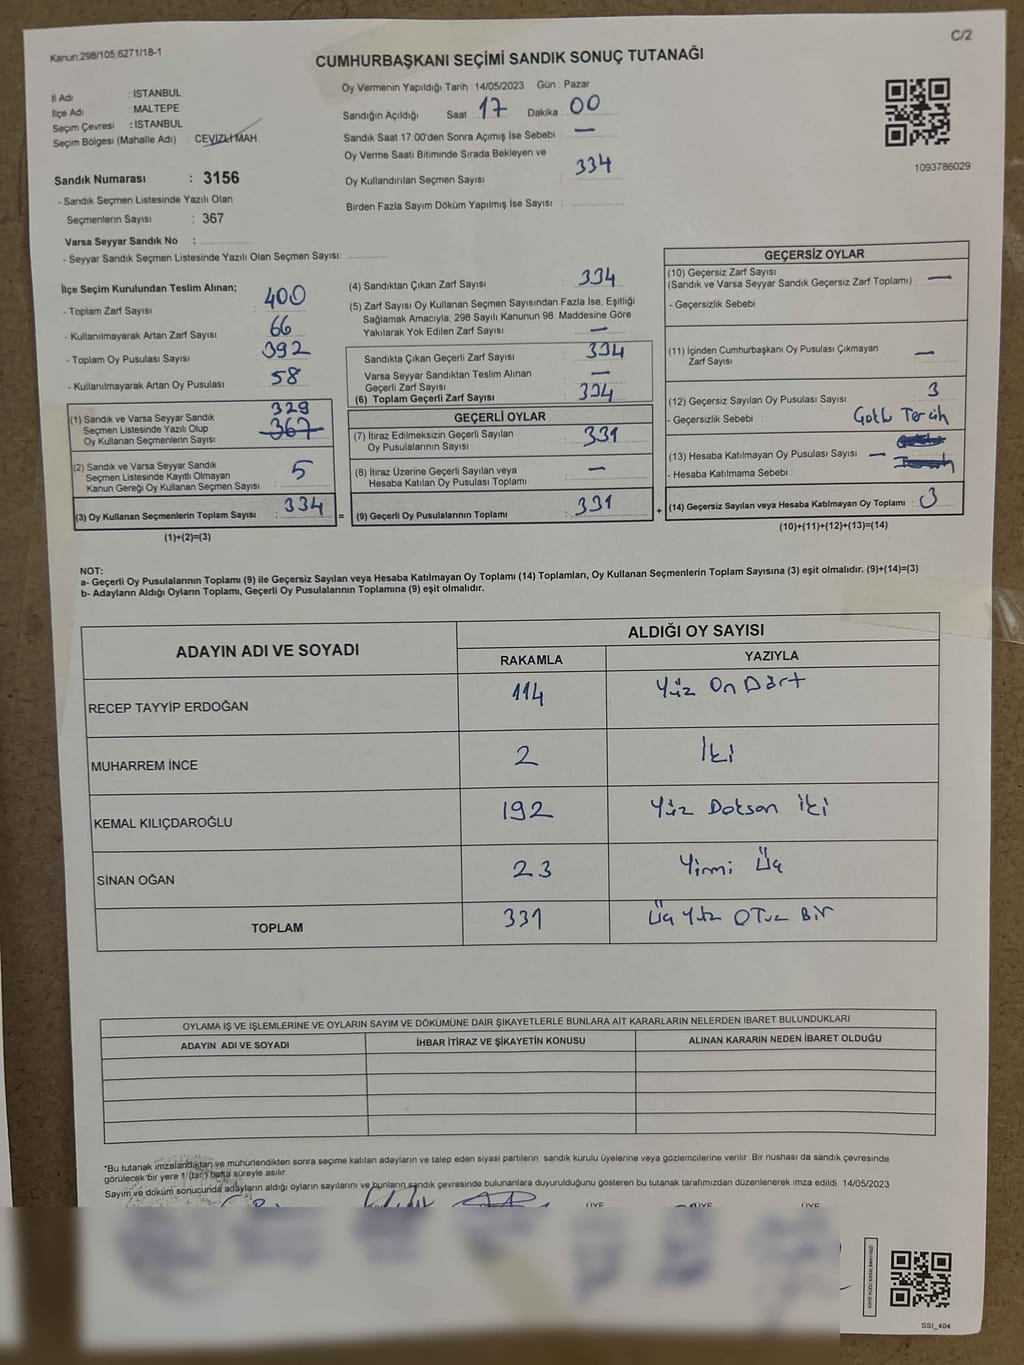 Kanun:298/105;6271/18-1
C/2
CUMHURBAŞKANI SEÇİMİ SANDIK SONUÇ TUTANAĞI
İl Adı : İSTANBUL
İlçe Adı : MALTEPE
Seçim Çevresi : İSTANBUL
Seçim Bölgesi (Mahalle Adı) : CEVİZLİ MAH
Sandık Numarası : 3156
- Sandık Seçmen Listesinde Yazılı Olan
Seçmenlerin Sayısı : 367
Varsa Seyyar Sandık No :
- Seyyar Sandık Seçmen Listesinde Yazılı Olan Seçmen Sayısı:
Oy Vermenin Yapıldığı Tarih : 14/05/2023 Gün : Pazar
Sandığın Açıldığı Saat : 17 Dakika : 00
Sandık Saat 17.00'den Sonra Açımış İse Sebebi : —
Oy Verme Saati Bitiminde Sırada Bekleyen ve
Oy Kullandırılan Seçmen Sayısı : 334
Birden Fazla Sayım Döküm Yapılmış İse Sayısı :
1093786029
İlçe Seçim Kurulundan Teslim Alınan;
- Toplam Zarf Sayısı : 400
- Kullanılmayarak Artan Zarf Sayısı : 66
- Toplam Oy Pusulası Sayısı : 392
- Kullanılmayarak Artan Oy Pusulası : 58
(1) Sandık ve Varsa Seyyar Sandık 329
Seçmen Listesinde Yazılı Olup 367
Oy Kullanan Seçmenlerin Sayısı
(2) Sandık ve Varsa Seyyar Sandık
Seçmen Listesinde Kayıtlı Olmayan : 5
Kanun Gereği Oy Kullanan Seçmen Sayısı
(3) Oy Kullanan Seçmenlerin Toplam Sayısı : 334 =
(1)+(2)=(3)
(4) Sandıktan Çıkan Zarf Sayısı : 334
(5) Zarf Sayısı Oy Kullanan Seçmen Sayısından Fazla İse, Eşitliği
Sağlamak Amacıyla; 298 Sayılı Kanunun 98. Maddesine Göre
Yakılarak Yok Edilen Zarf Sayısı : —
Sandıkta Çıkan Geçerli Zarf Sayısı : 334
Varsa Seyyar Sandıktan Teslim Alınan
Geçerli Zarf Sayısı : —
(6) Toplam Geçerli Zarf Sayısı : 334
GEÇERLİ OYLAR
(7) İtiraz Edilmeksizin Geçerli Sayılan
Oy Pusulalarının Sayısı : 331
(8) İtiraz Üzerine Geçerli Sayılan veya
Hesaba Katılan Oy Pusulası Toplamı : —
(9) Geçerli Oy Pusulalarının Toplamı : 331 +
GEÇERSİZ OYLAR
(10) Geçersiz Zarf Sayısı
(Sandık ve Varsa Seyyar Sandık Geçersiz Zarf Toplamı) : —
- Geçersizlik Sebebi :
(11) İçinden Cumhurbaşkanı Oy Pusulası Çıkmayan
Zarf Sayısı : —
(12) Geçersiz Sayılan Oy Pusulası Sayısı : 3
- Geçersizlik Sebebi : Çoklu Tercih
(13) Hesaba Katılmayan Oy Pusulası Sayısı : —
- Hesaba Katılmama Sebebi :
(14) Geçersiz Sayılan veya Hesaba Katılmayan Oy Toplamı : 3
(10)+(11)+(12)+(13)=(14)
NOT:
a- Geçerli Oy Pusulalarının Toplamı (9) ile Geçersiz Sayılan veya Hesaba Katılmayan Oy Toplamı (14) Toplamları, Oy Kullanan Seçmenlerin Toplam Sayısına (3) eşit olmalıdır. (9)+(14)=(3)
b- Adayların Aldığı Oyların Toplamı, Geçerli Oy Pusulalarının Toplamına (9) eşit olmalıdır.
ADAYIN ADI VE SOYADI
ALDIĞI OY SAYISI
RAKAMLA YAZIYLA
RECEP TAYYİP ERDOĞAN 114 Yüz On Dört
MUHARREM İNCE 2 İki
KEMAL KILIÇDAROĞLU 192 Yüz Doksan İki
SİNAN OĞAN 23 Yirmi Üç
TOPLAM 331 Üç Yüz Otuz Bir
OYLAMA İŞ VE İŞLEMLERİNE VE OYLARIN SAYIM VE DÖKÜMÜNE DAİR ŞİKAYETLERLE BUNLARA AİT KARARLARIN NELERDEN İBARET BULUNDUKLARI
ADAYIN ADI VE SOYADI İHBAR İTİRAZ VE ŞİKAYETİN KONUSU ALINAN KARARIN NEDEN İBARET OLDUĞU
*Bu tutanak imzalandıktan ve mühürlendikten sonra seçime katılan adayların ve talep eden siyasi partilerin sandık kurulu üyelerine veya gözlemcilerine verilir. Bir nüshası da sandık çevresinde
görülecek bir yere 1 (bir) hafta süreyle asılır.
Sayım ve döküm sonucunda adayların aldığı oyların sayılarını ve bunların sandık çevresinde bulunanlara duyurulduğunu gösteren bu tutanak tarafımızdan düzenlenerek imza edildi. 14/05/2023
ÜYE ÜYE ÜYE
SSI_404